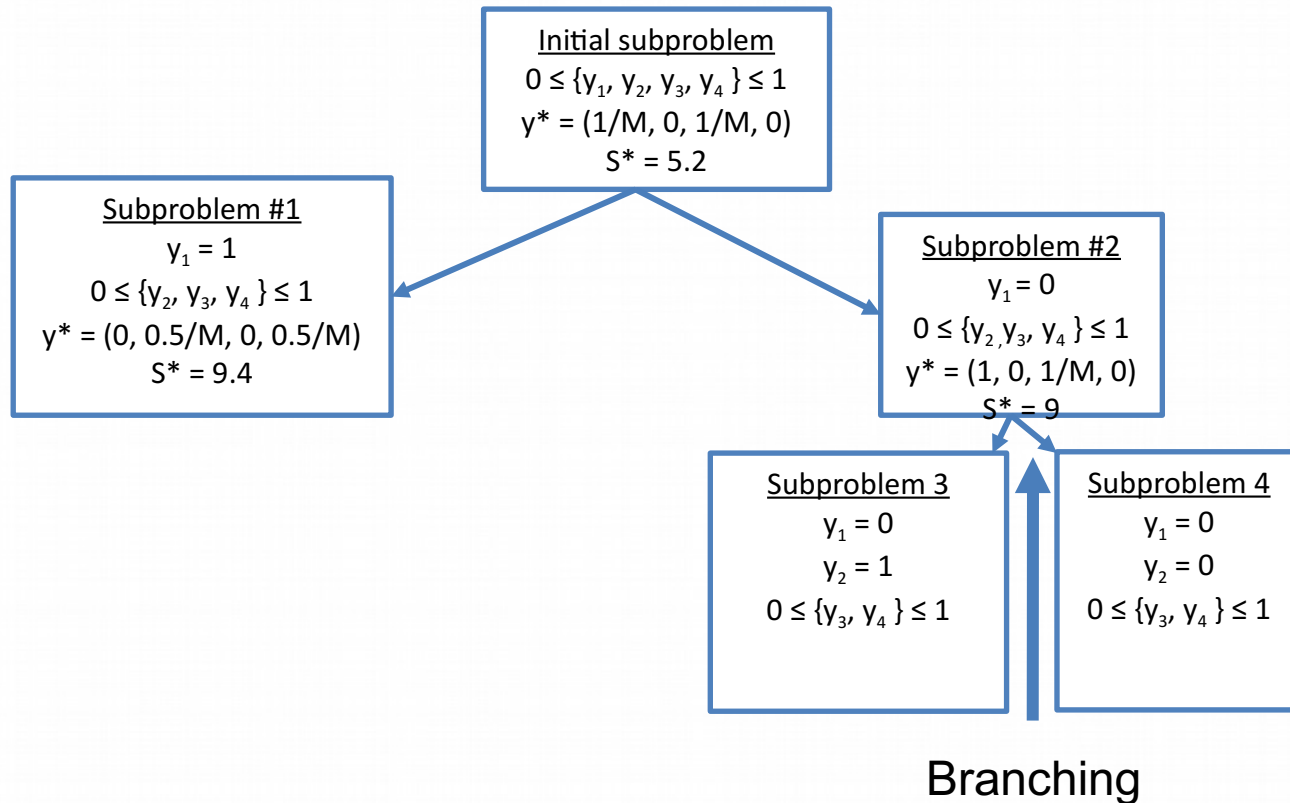 Initial subproblem
0 ≤ {y₁, y₂, y₃, y₄ } ≤ 1
y* = (1/M, 0, 1/M, 0)
S* = 5.2
Subproblem #1
y₁ = 1
0 ≤ {y₂, y₃, y₄ } ≤ 1
y* = (0, 0.5/M, 0, 0.5/M)
S* = 9.4
Subproblem #2
y₁ = 0
0 ≤ {y₂,y₃, y₄ } ≤ 1
y* = (1, 0, 1/M, 0)
S* = 9
Subproblem 3
y₁ = 0
y₂ = 1
0 ≤ {y₃, y₄ } ≤ 1
Subproblem 4
y₁ = 0
y₂ = 0
0 ≤ {y₃, y₄ } ≤ 1
Branching